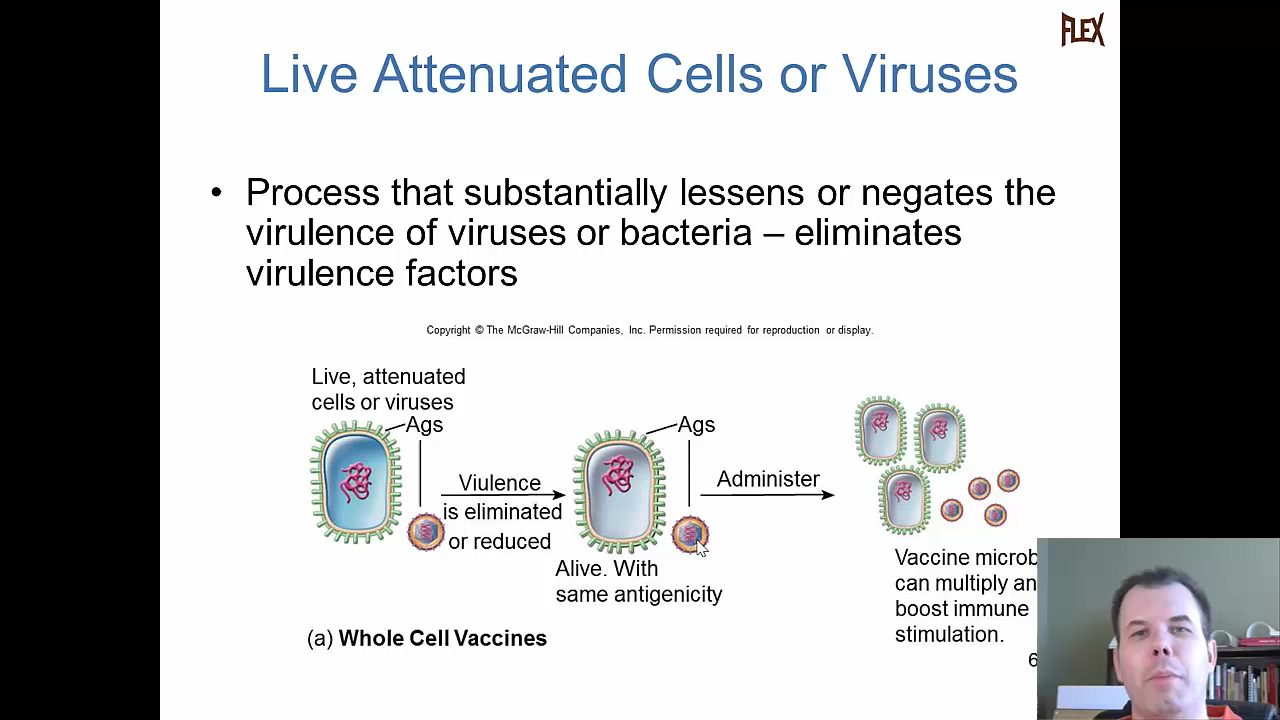 FLEX
Live Attenuated Cells or Viruses
• Process that substantially lessens or negates the
virulence of viruses or bacteria – eliminates
virulence factors
Copyright © The McGraw-Hill Companies, Inc. Permission required for reproduction or display.
Live, attenuated
cells or viruses
Ags
Viulence
is eliminated
or reduced
Ags
Alive. With
same antigenicity
Administer
Vaccine microb
can multiply an
boost immune
stimulation.
(a) Whole Cell Vaccines
6